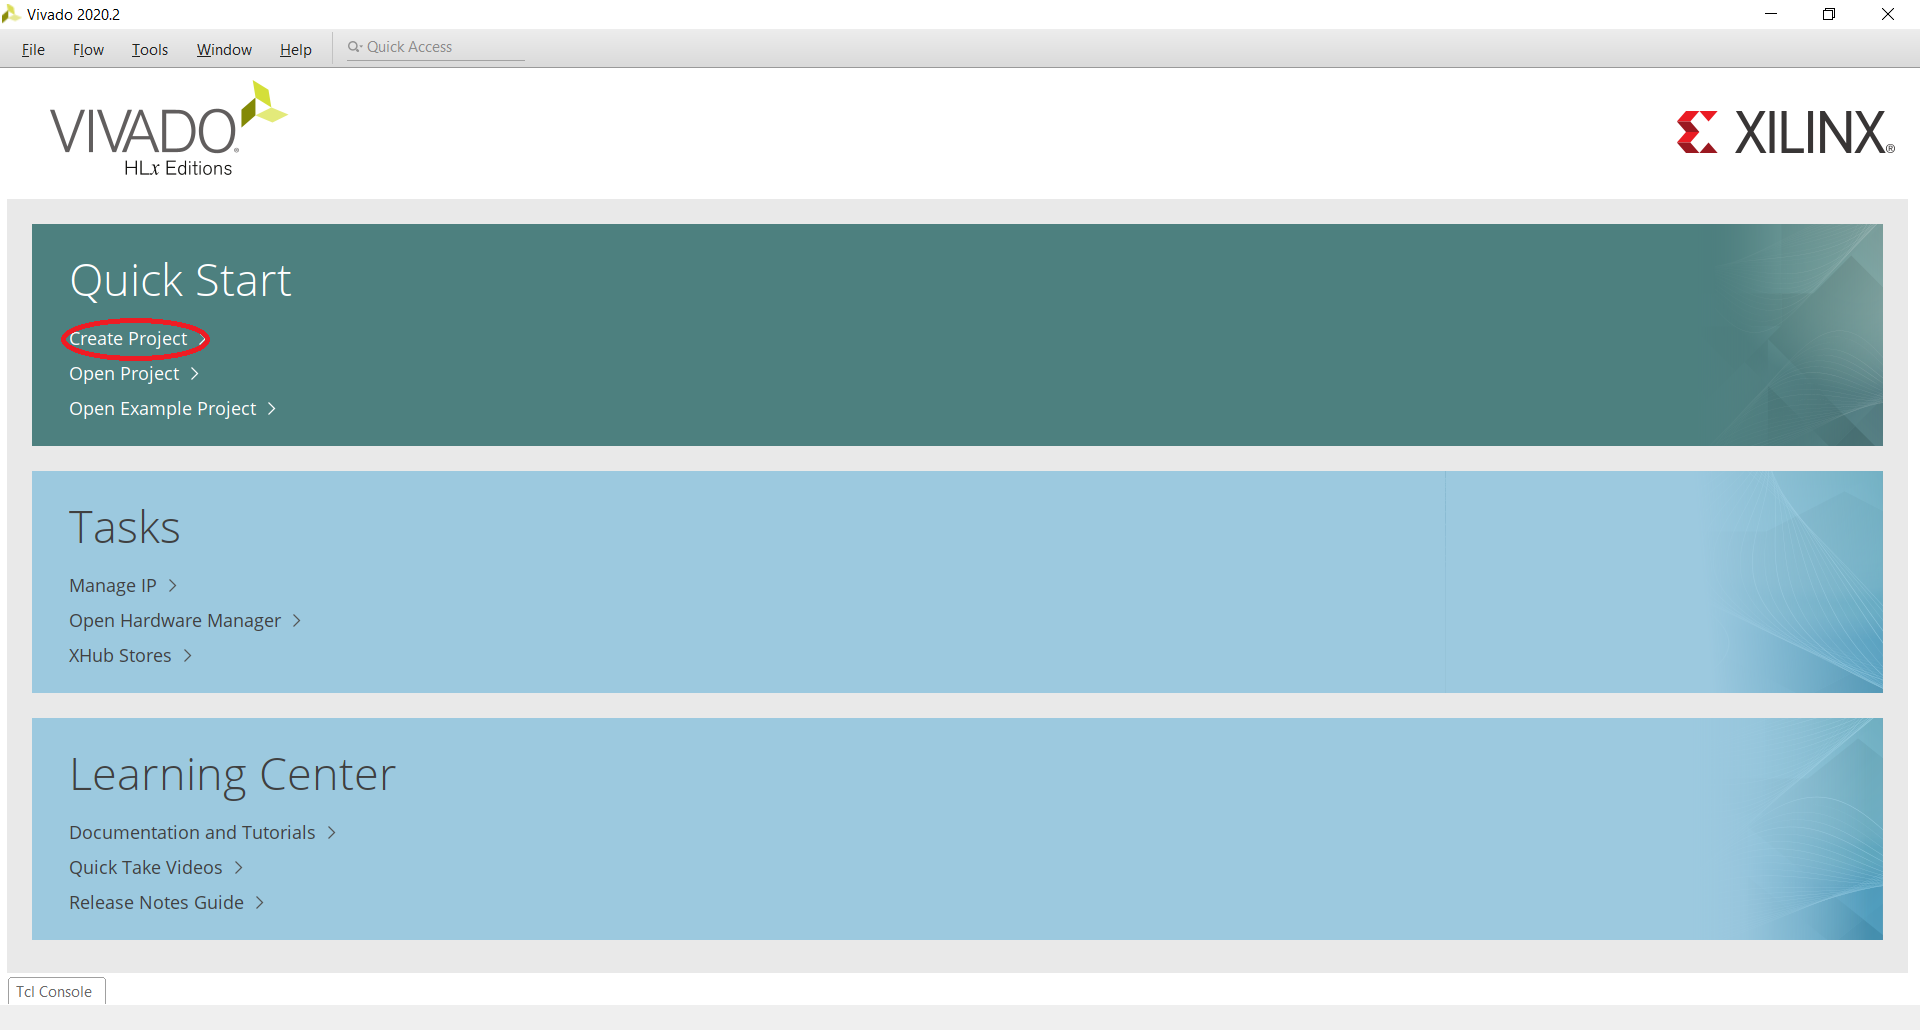 Vivado 2020.2
File Flow Tools Window Help Quick Access
VIVADO®
HLx Editions
XILINX®
Quick Start
Create Project >
Open Project >
Open Example Project >
Tasks
Manage IP >
Open Hardware Manager >
XHub Stores >
Learning Center
Documentation and Tutorials >
Quick Take Videos >
Release Notes Guide >
Tcl Console